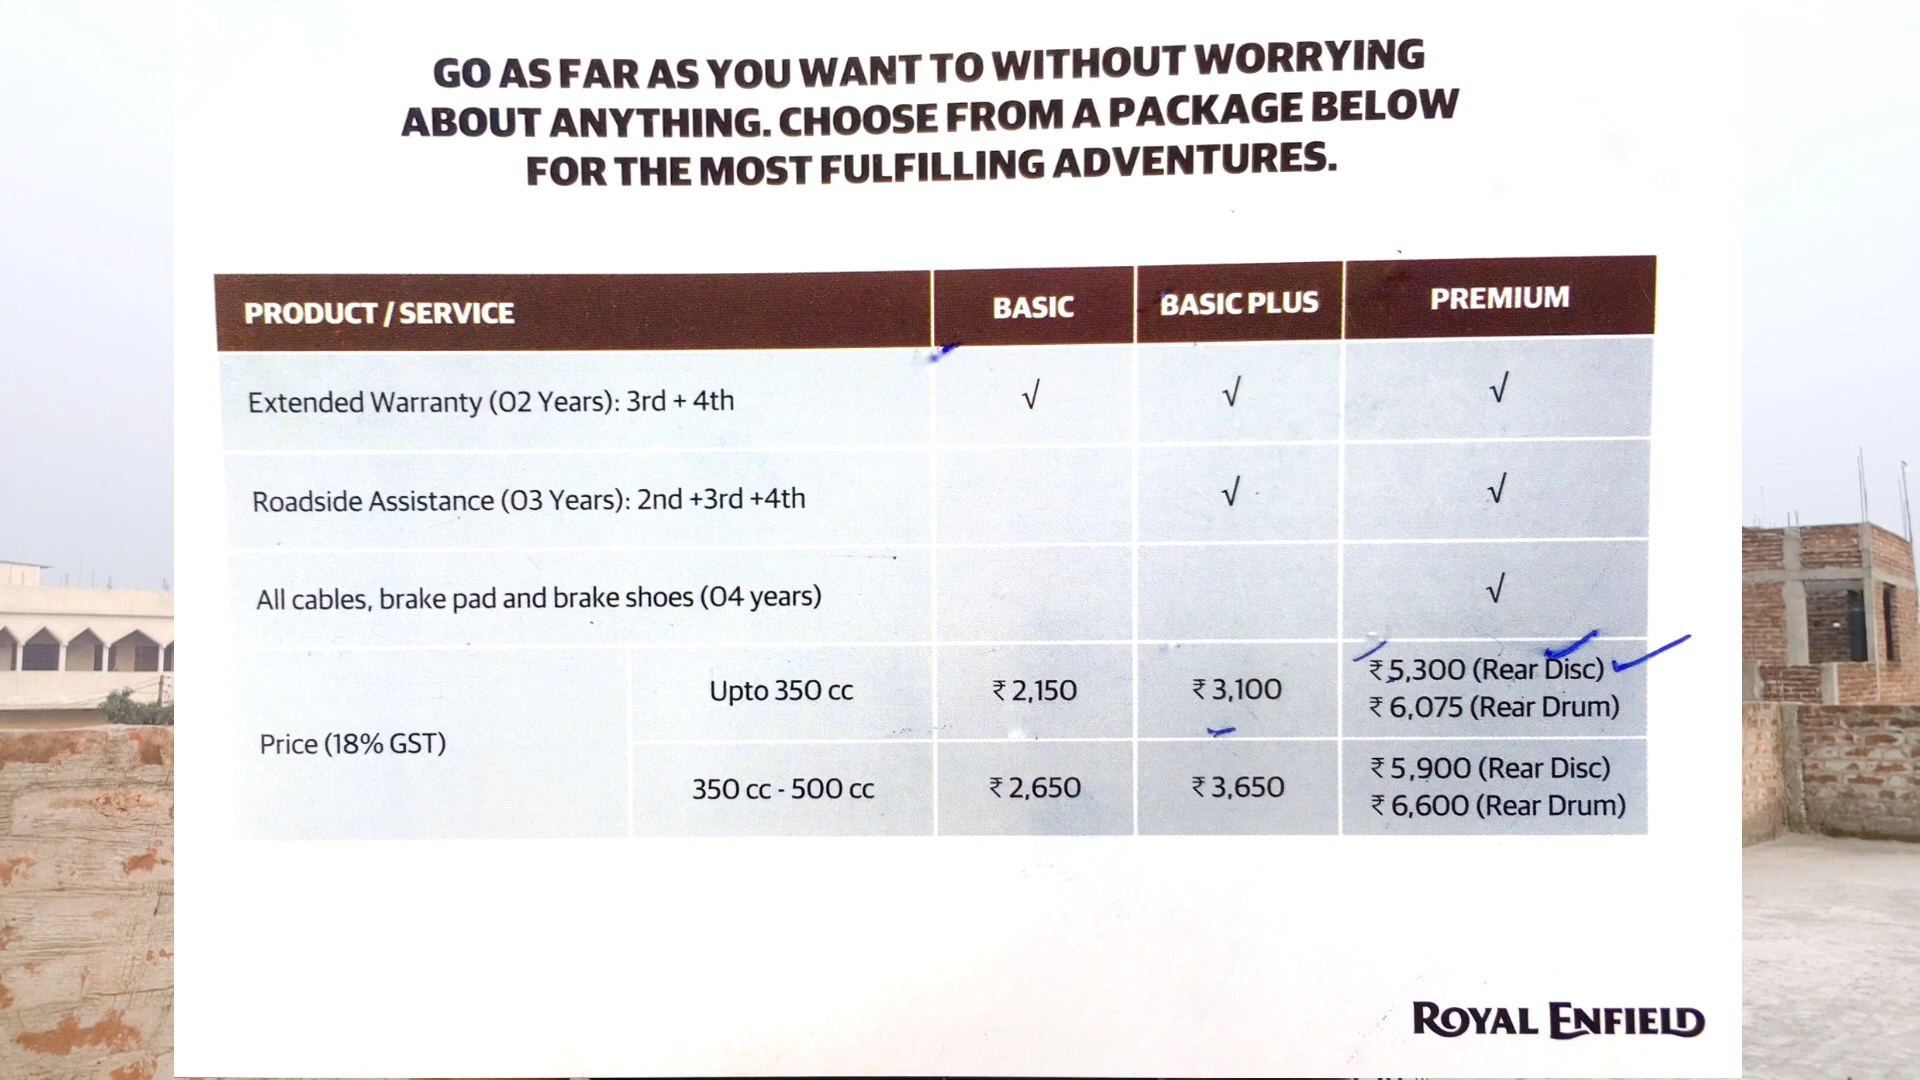 GO AS FAR AS YOU WANT TO WITHOUT WORRYING
ABOUT ANYTHING. CHOOSE FROM A PACKAGE BELOW
FOR THE MOST FULFILLING ADVENTURES.
PRODUCT / SERVICE BASIC BASIC PLUS PREMIUM
Extended Warranty (02 Years): 3rd + 4th √ √ √
Roadside Assistance (03 Years): 2nd +3rd +4th √ √
All cables, brake pad and brake shoes (04 years) √
Price (18% GST)
Upto 350 cc ₹ 2,150 ₹ 3,100 ₹ 5,300 (Rear Disc)
₹ 6,075 (Rear Drum)
350 cc - 500 cc ₹ 2,650 ₹ 3,650 ₹ 5,900 (Rear Disc)
₹ 6,600 (Rear Drum)
ROYAL ENFIELD